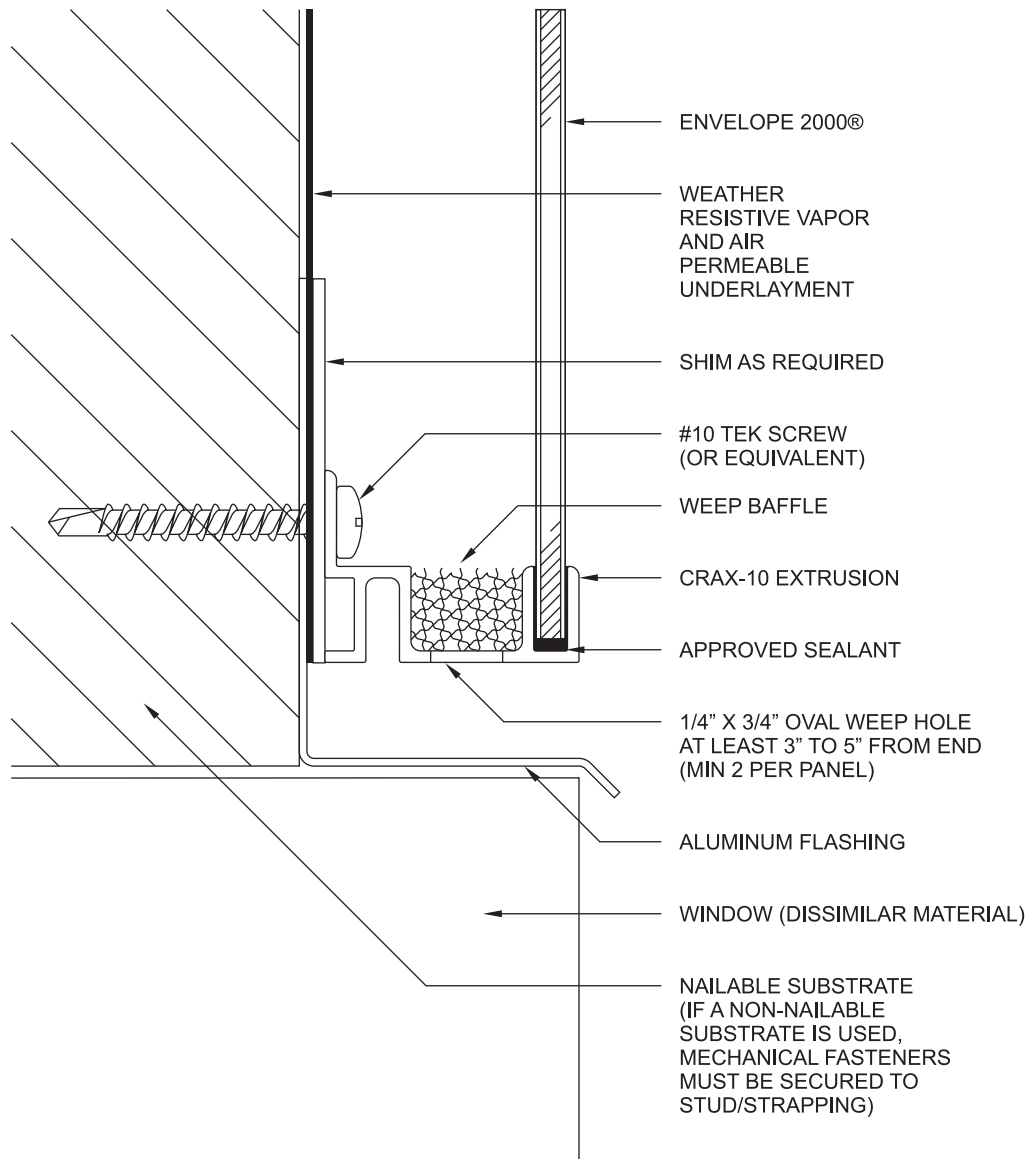 ENVELOPE 2000®
WEATHER
RESISTIVE VAPOR
AND AIR
PERMEABLE
UNDERLAYMENT
SHIM AS REQUIRED
#10 TEK SCREW
(OR EQUIVALENT)
WEEP BAFFLE
CRAX-10 EXTRUSION
APPROVED SEALANT
1/4” X 3/4” OVAL WEEP HOLE
AT LEAST 3” TO 5” FROM END
(MIN 2 PER PANEL)
ALUMINUM FLASHING
WINDOW (DISSIMILAR MATERIAL)
NAILABLE SUBSTRATE
(IF A NON-NAILABLE
SUBSTRATE IS USED,
MECHANICAL FASTENERS
MUST BE SECURED TO
STUD/STRAPPING)